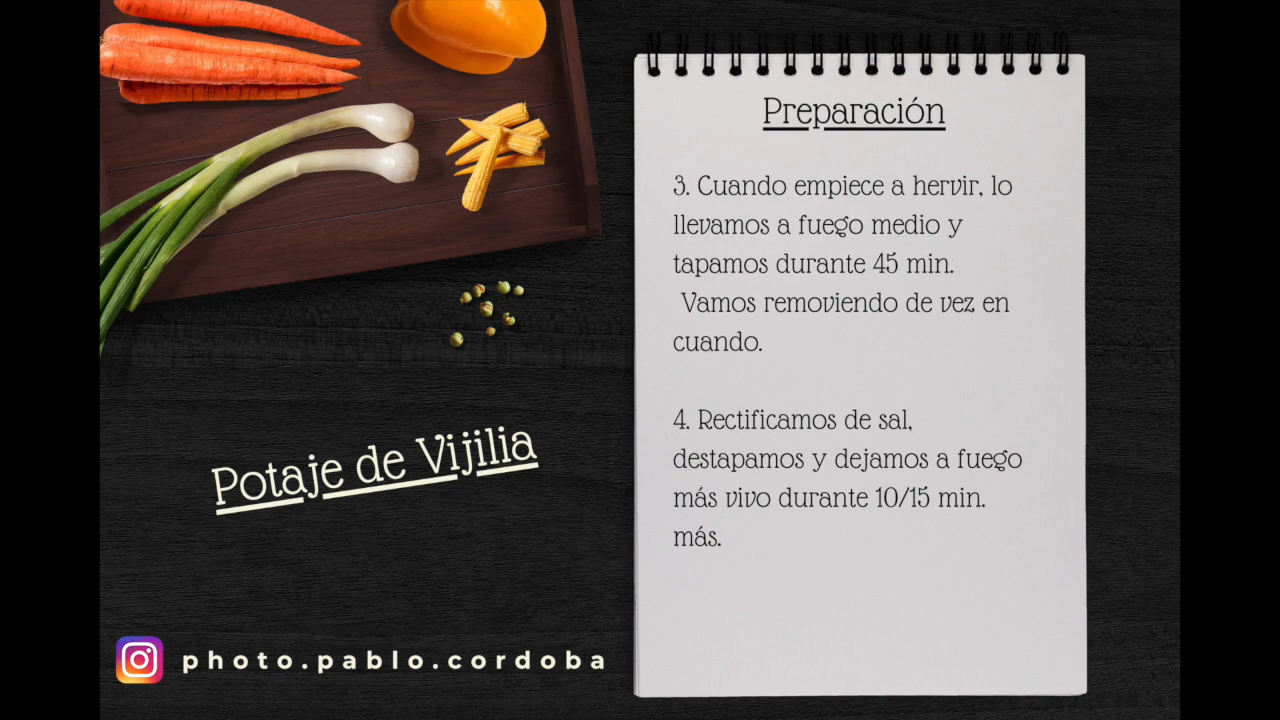 Preparación
3. Cuando empiece a hervir, lo
llevamos a fuego medio y
tapamos durante 45 min.
Vamos removiendo de vez en
cuando.
4. Rectificamos de sal,
destapamos y dejamos a fuego
más vivo durante 10/15 min.
más.
Potaje de Vijilia
photo.pablo.cordoba